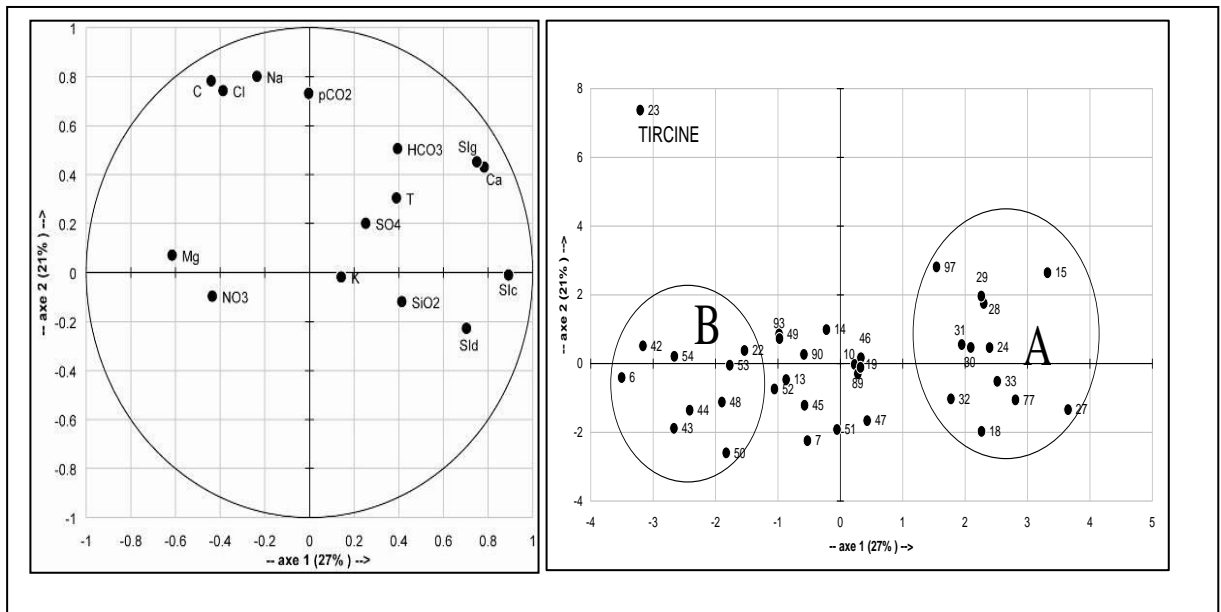 1
0.8
0.6
0.4
0.2
0
-0.2
-0.4
-0.6
-0.8
-1
-- axe 2 (21% ) -->
C
Cl
Na
pCO2
HCO3
SIg
Ca
T
SO4
Mg
K
SIc
NO3
SiO2
SId
-1 -0.8 -0.6 -0.4 -0.2 0 0.2 0.4 0.6 0.8 1
-- axe 1 (27% ) -->
8
6
4
2
0
-2
-4
-- axe 2 (21% ) -->
23
TIRCINE
97
29
15
28
93
49
14
46
31
24
A
B
42
54
22
90
10
19
80
53
6
13
89
33
52
44
48
45
32
77
27
43
47
51
18
7
50
-4 -3 -2 -1 0 1 2 3 4 5
-- axe 1 (27% ) -->